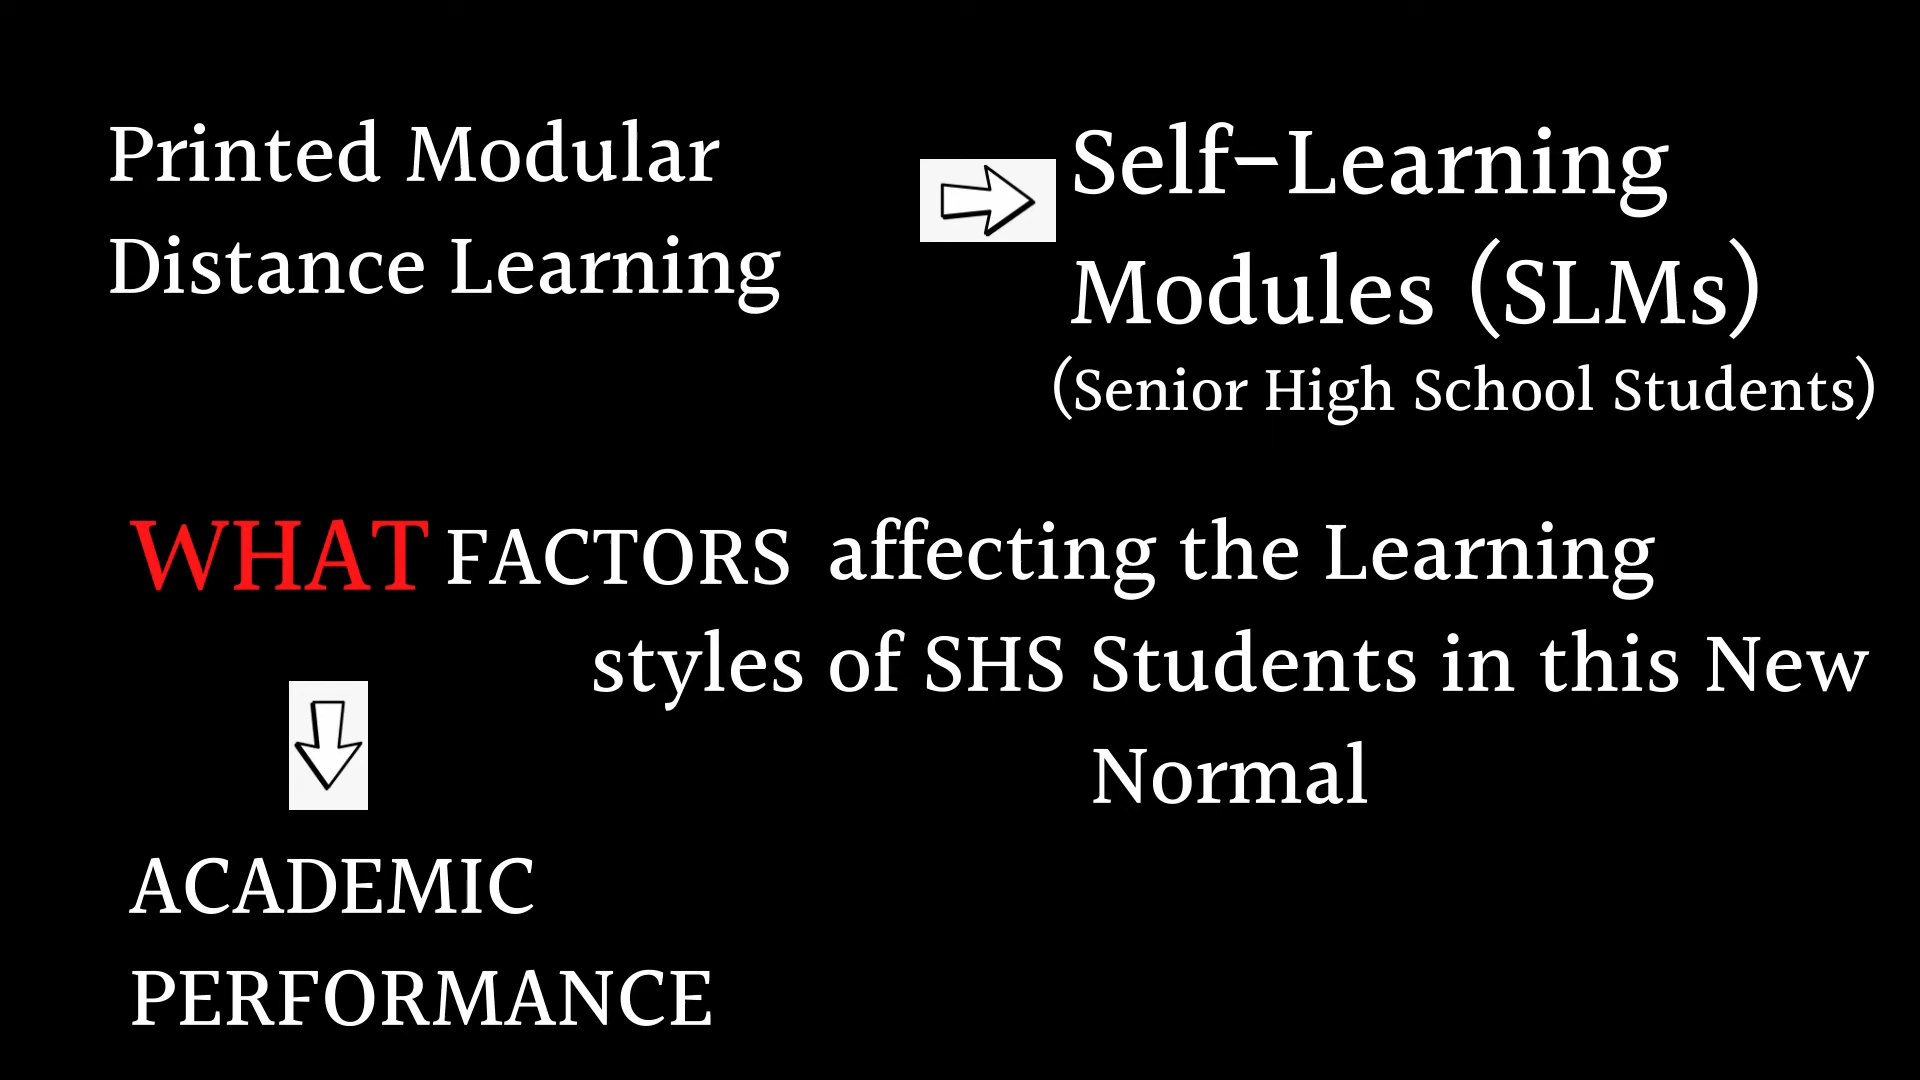 Printed Modular
Distance Learning
Self-Learning
Modules (SLMs)
(Senior High School Students)
WHAT FACTORS affecting the Learning
styles of SHS Students in this New
Normal
ACADEMIC
PERFORMANCE